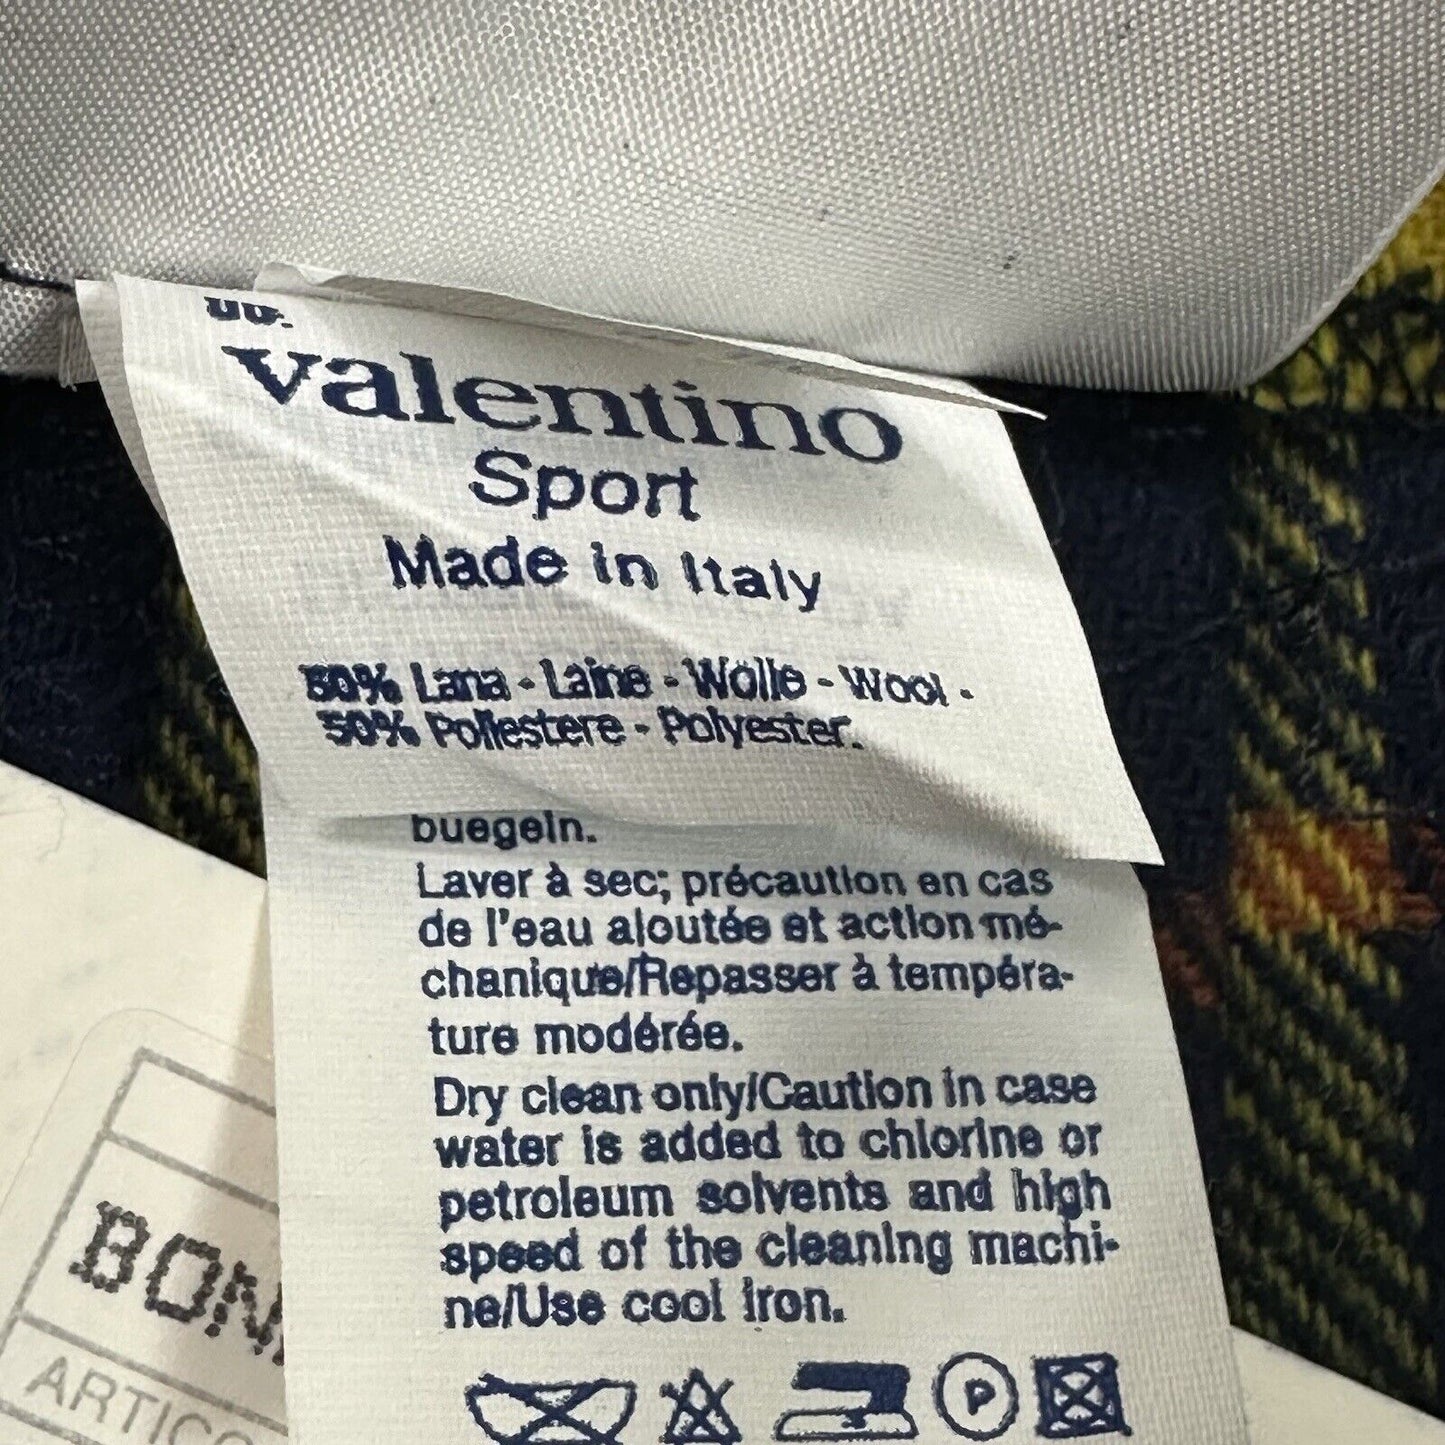 valentino
Sport
Made in Italy
50% Lana - Laine - Wolle - Wool -
50% Poliestere - Polyester.
buegeln.
Laver à sec; précaution en cas
de l'eau ajoutée et action mé-
chanique/Repasser à tempéra-
ture modérée.
Dry clean only/Caution in case
water is added to chlorine or
petroleum solvents and high
speed of the cleaning machi-
ne/Use cool iron.
P
BON
ARTICO